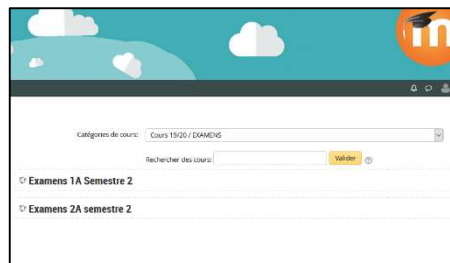 m
Catégories de cours: Cours 19/20 / EXAMENS
Rechercher des cours: Valider
Examens 1A Semestre 2
Examens 2A semestre 2